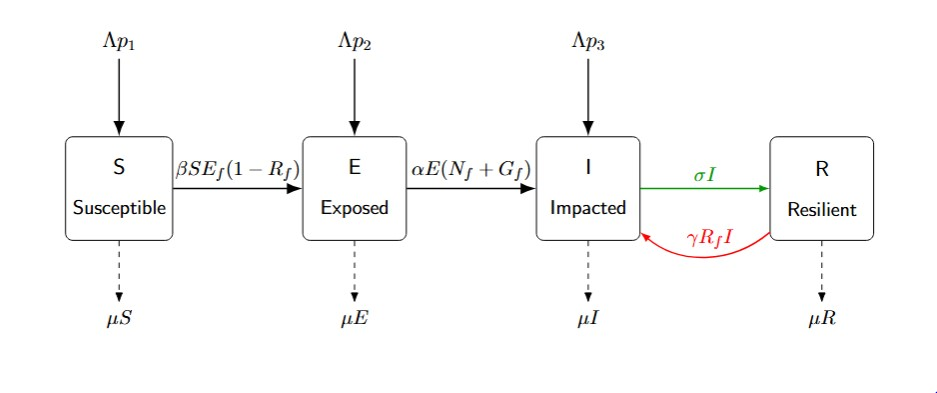 Λp₁ Λp₂ Λp₃
S βSE_f(1 − R_f) E αE(N_f + G_f) I σI R
Susceptible Exposed Impacted Resilient
γR_fI
μS μE μI μR